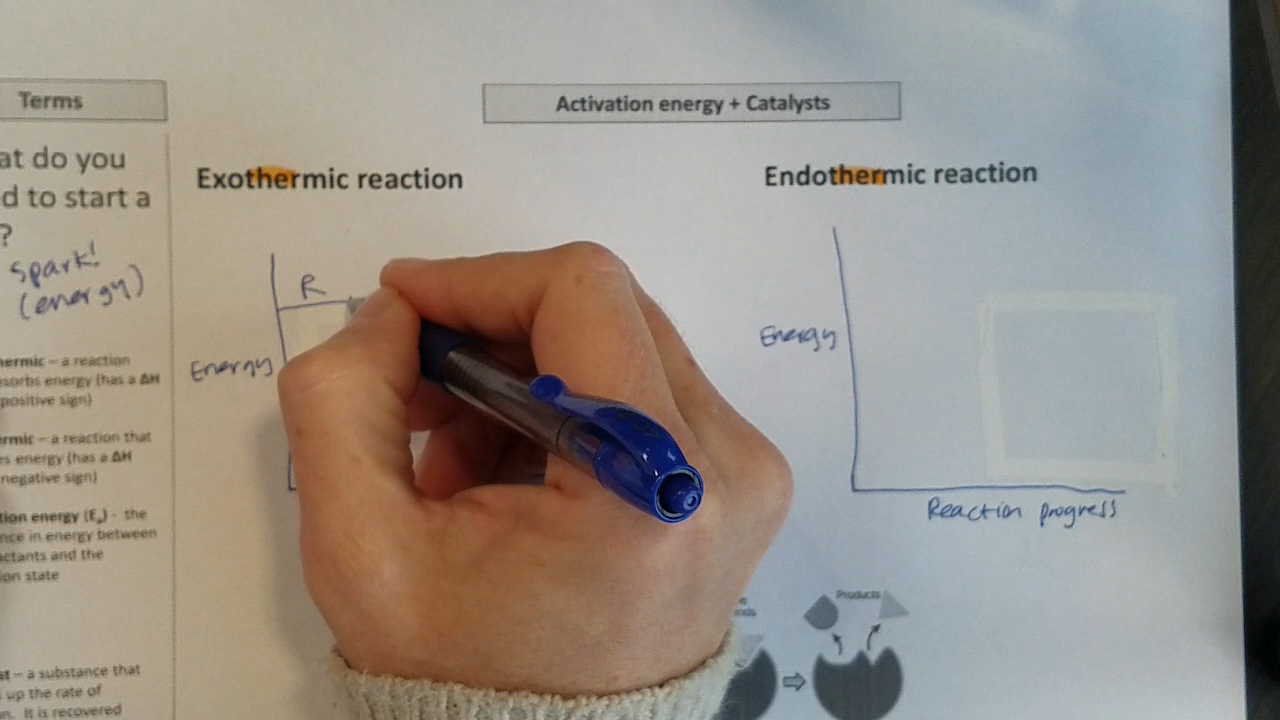 Terms
Activation energy + Catalysts
at do you
d to start a
?
spark!
(energy)
ermic – a reaction
sorbs energy (has a ΔH
positive sign)
rmic – a reaction that
es energy (has a ΔH
negative sign)
tion energy (Eₐ) - the
nce in energy between
actants and the
ion state
st – a substance that
up the rate of
n. It is recovered
Exothermic reaction
R
Energy
Endothermic reaction
Energy
Reaction progress
Products